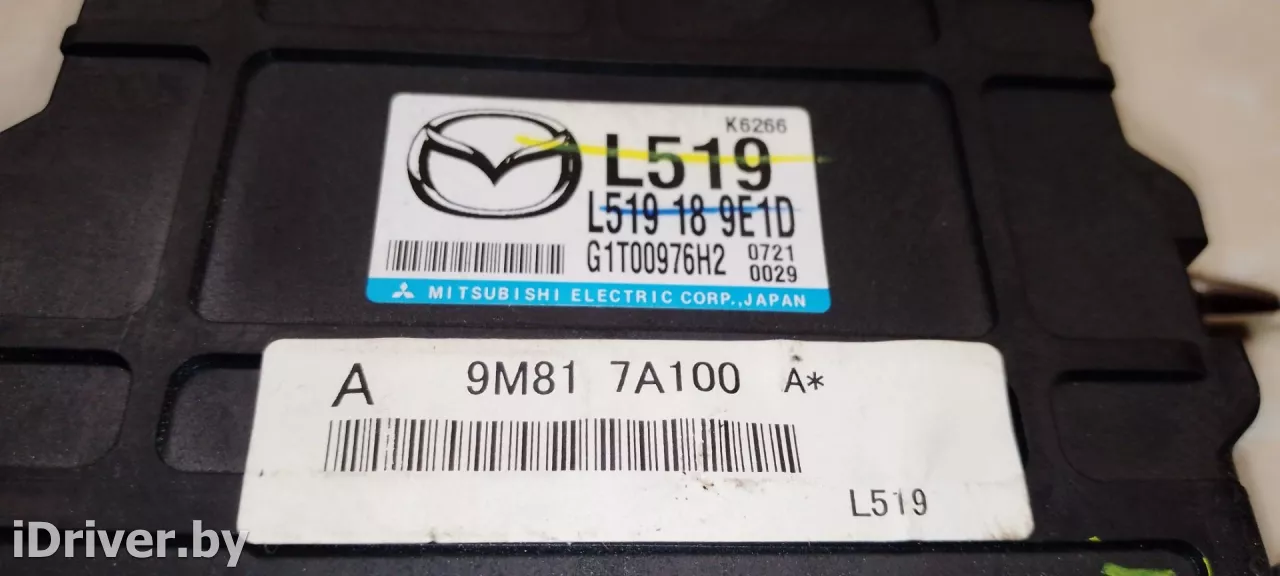 K6266
L519
L519 18 9E1D
G1T00976H2 0721
0029
MITSUBISHI ELECTRIC CORP., JAPAN
A 9M81 7A100 A*
L519
iDriver.by